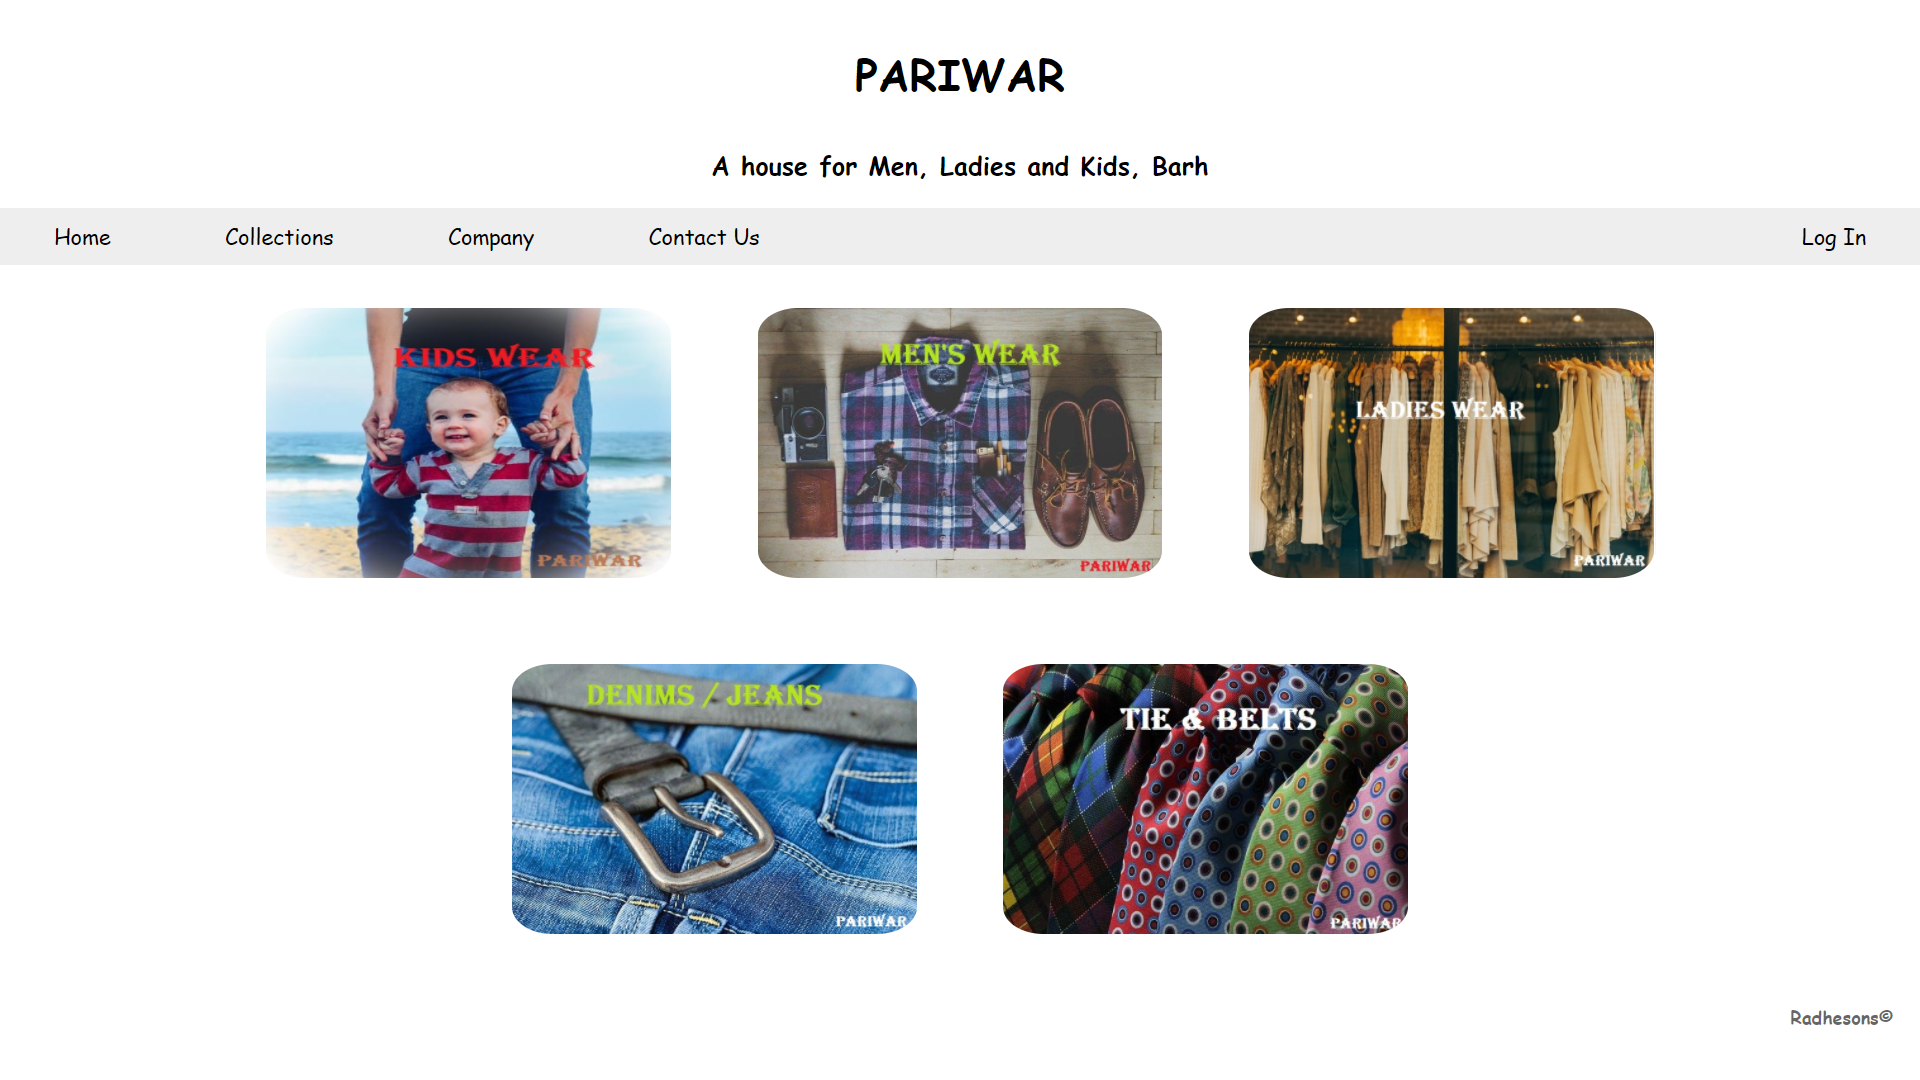 PARIWAR
A house for Men, Ladies and Kids, Barh
Home
Collections
Company
Contact Us
Log In
KIDS WEAR
PARIWAR
MEN'S WEAR
PARIWAR
LADIES WEAR
PARIWAR
DENIMS / JEANS
PARIWAR
TIE & BELTS
PARIWAR
Radhesons©